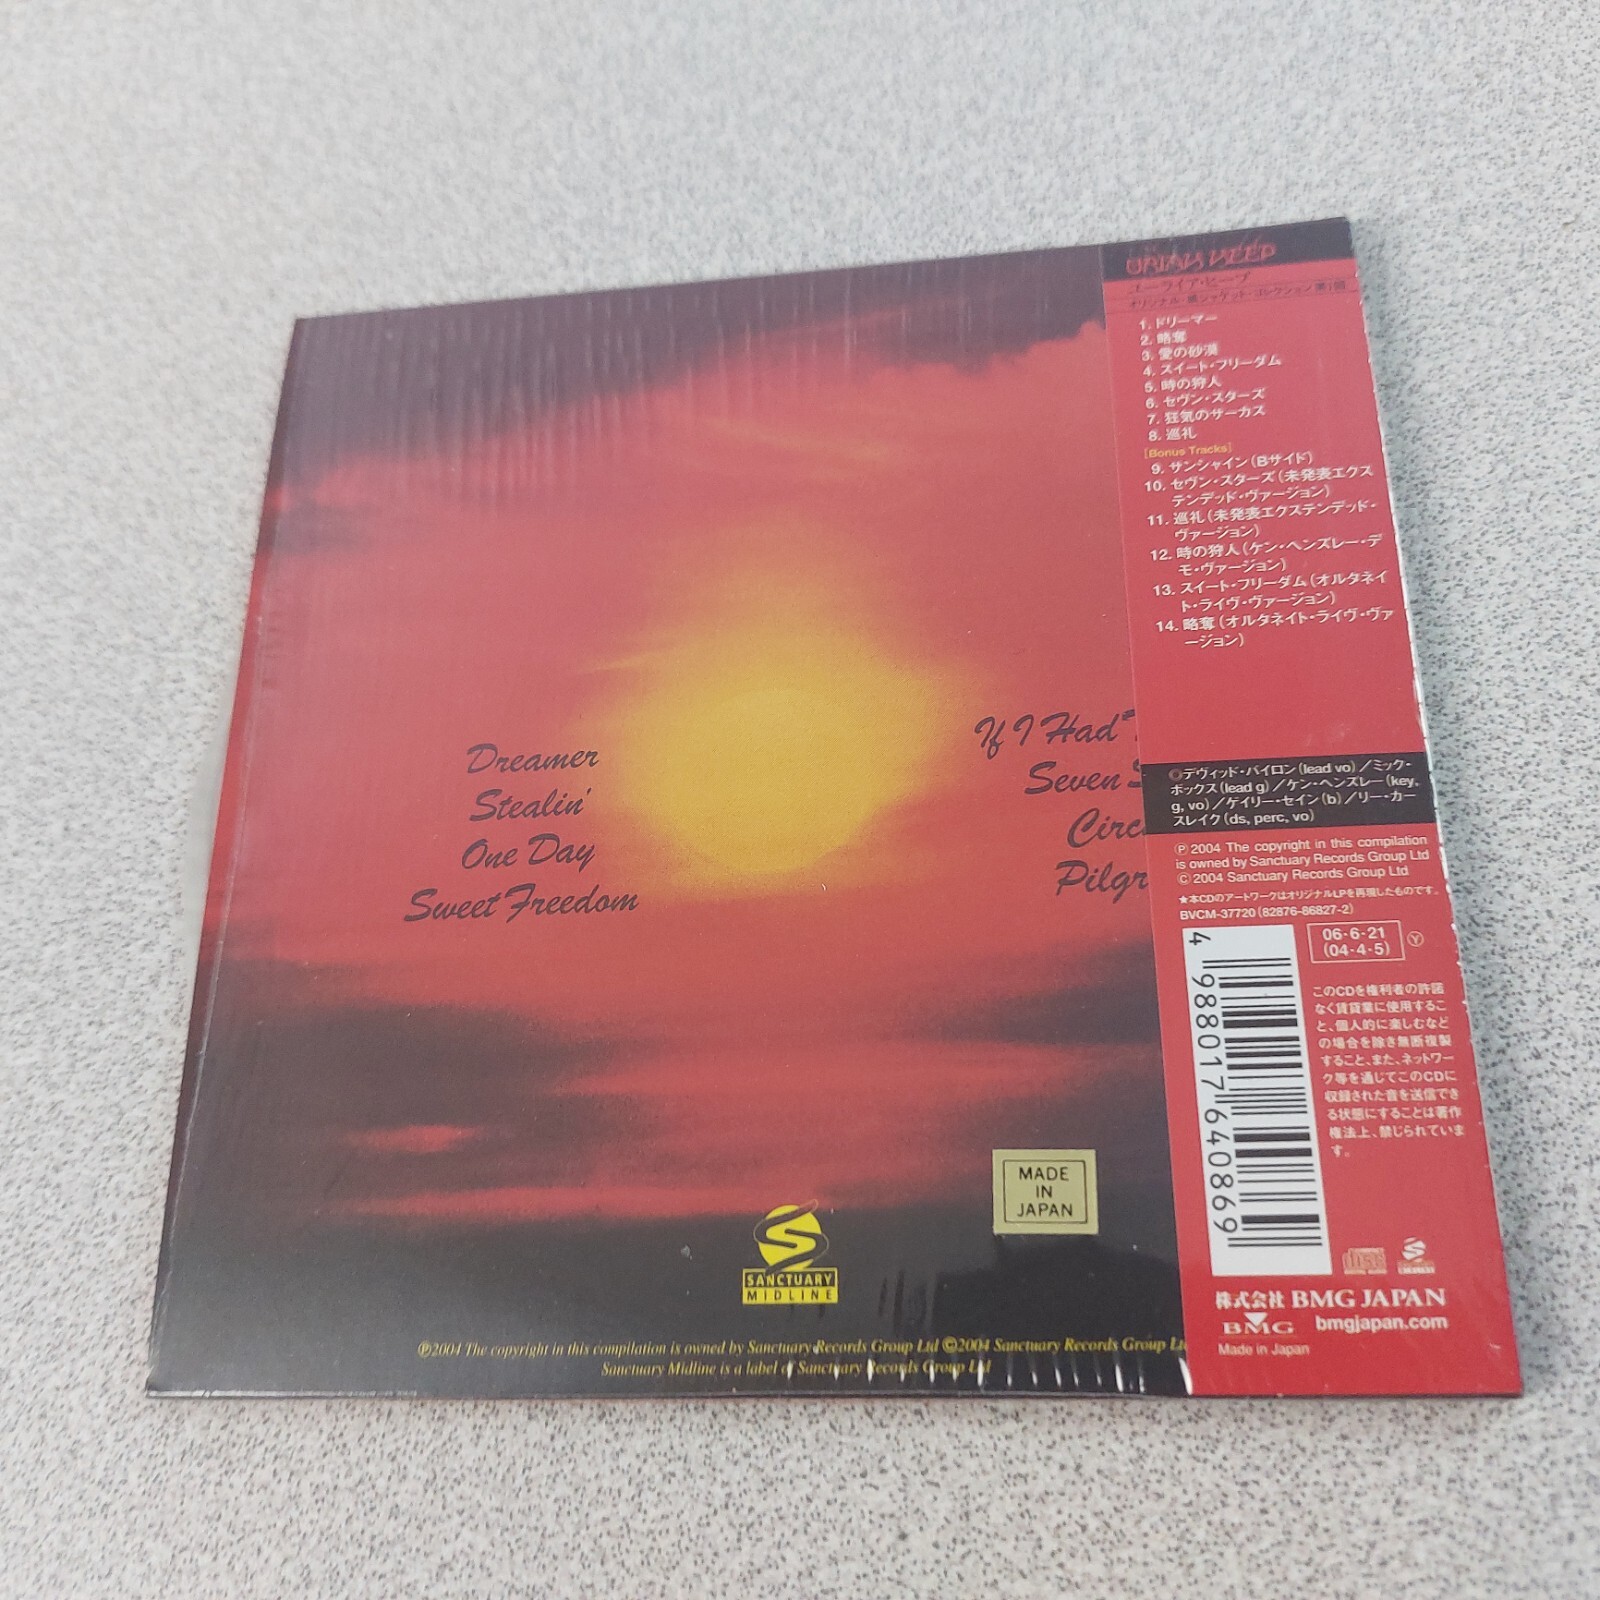 Dreamer
Stealin'
One Day
Sweet Freedom
If I Had
Seven S
Circ
Pilgr
MADE
IN
JAPAN
SANCTUARY
MIDLINE
℗2004 The copyright in this compilation is owned by Sanctuary Records Group Ltd ©2004 Sanctuary Records Group Ltd
Sanctuary Midline is a label of Sanctuary Records Group Ltd
URIAH HEEP
ユーライア・ヒープ
オリジナル・紙ジャケット・コレクション第1回
1. ドリーマー
2. 略奪
3. 愛の砂漠
4. スイート・フリーダム
5. 時の狩人
6. セヴン・スターズ
7. 狂気のサーカス
8. 巡礼
[Bonus Tracks]
9. サンシャイン(Bサイド)
10. セヴン・スターズ(未発表エクス
テンデッド・ヴァージョン)
11. 巡礼(未発表エクステンデッド・
ヴァージョン)
12. 時の狩人(ケン・ヘンズレー・デ
モ・ヴァージョン)
13. スイート・フリーダム(オルタネイ
ト・ライヴ・ヴァージョン)
14. 略奪(オルタネイト・ライヴ・ヴァ
ージョン)
◎デヴィッド・バイロン(lead vo)/ミック・
ボックス(lead g)/ケン・ヘンズレー(key,
g, vo)/ゲイリー・セイン(b)/リー・カー
スレイク(ds, perc, vo)
℗ 2004 The copyright in this compilation
is owned by Sanctuary Records Group Ltd
© 2004 Sanctuary Records Group Ltd
★本CDのアートワークはオリジナルLPを再現したものです。
BVCM-37720 (82876-86827-2)
06・6・21
(04・4・5)
Ⓨ
4 988017 640869
このCDを権利者の許諾
なく賃貸業に使用するこ
と、個人的に楽しむなど
の場合を除き無断複製
すること、また、ネットワー
ク等を通じてこのCDに
収録された音を送信でき
る状態にすることは著作
権法上、禁じられていま
す。
株式会社 BMG JAPAN
BMG
bmgjapan.com
Made in Japan